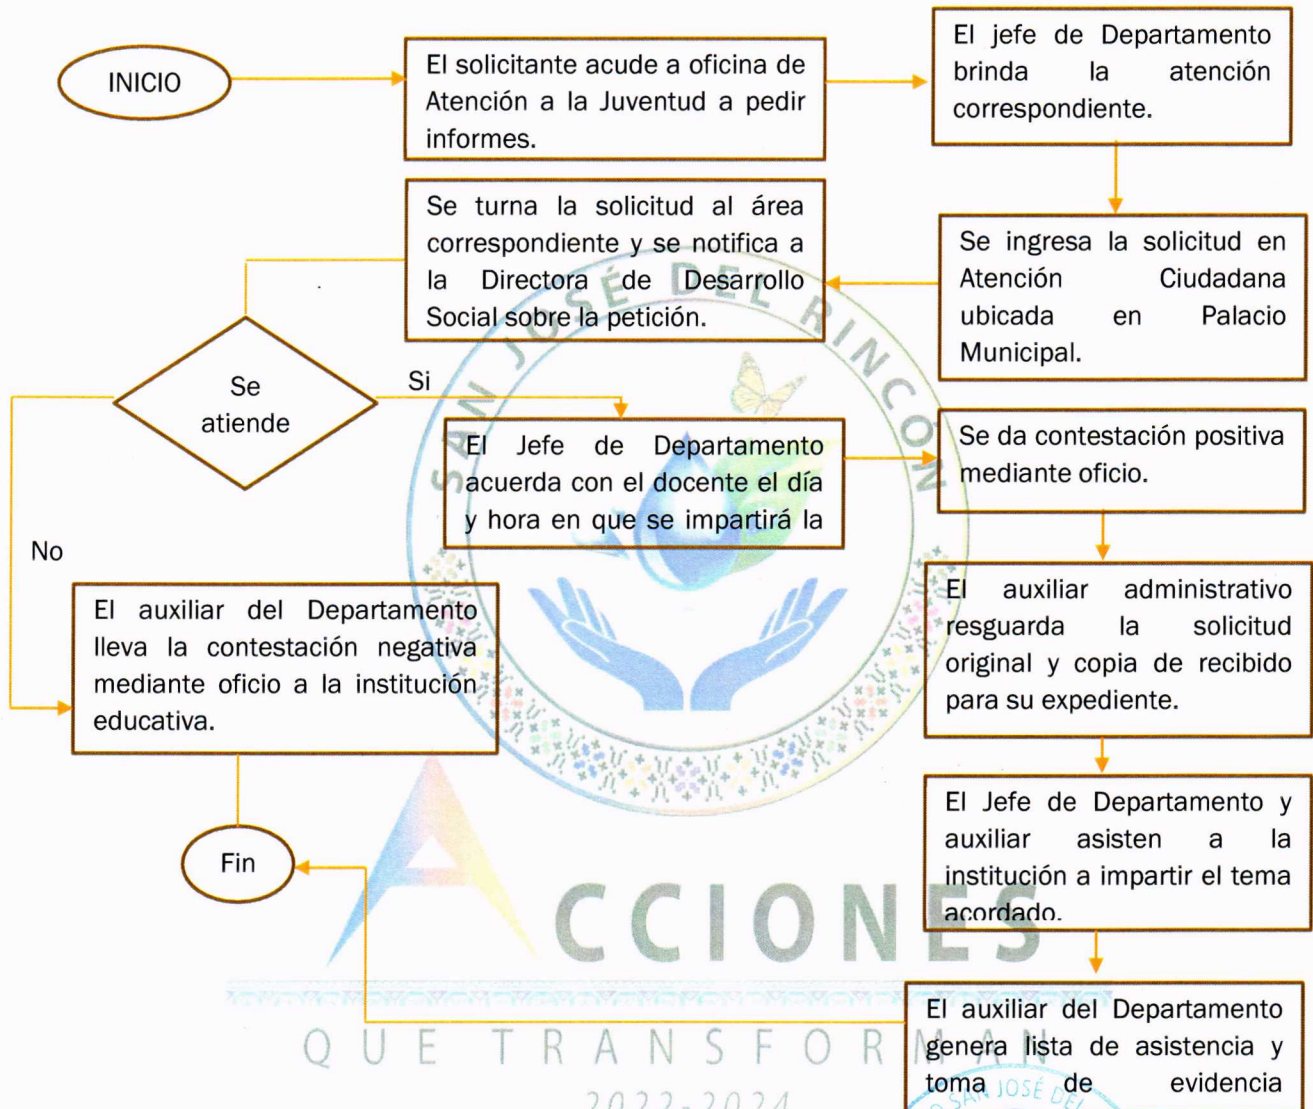 INICIO
El solicitante acude a oficina de
Atención a la Juventud a pedir
informes.
El jefe de Departamento
brinda la atención
correspondiente.
Se ingresa la solicitud en
Atención Ciudadana
ubicada en Palacio
Municipal.
Se turna la solicitud al área
correspondiente y se notifica a
la Directora de Desarrollo
Social sobre la petición.
Se
atiende
Si
El Jefe de Departamento
acuerda con el docente el día
y hora en que se impartirá la
Se da contestación positiva
mediante oficio.
El auxiliar administrativo
resguarda la solicitud
original y copia de recibido
para su expediente.
El Jefe de Departamento y
auxiliar asisten a la
institución a impartir el tema
acordado.
El auxiliar del Departamento
genera lista de asistencia y
toma de evidencia
No
El auxiliar del Departamento
lleva la contestación negativa
mediante oficio a la institución
educativa.
Fin
SAN JOSÉ DEL RINCÓN
ACCIONES
QUE TRANSFORMAN
2022-2024
SAN JOSÉ DEL